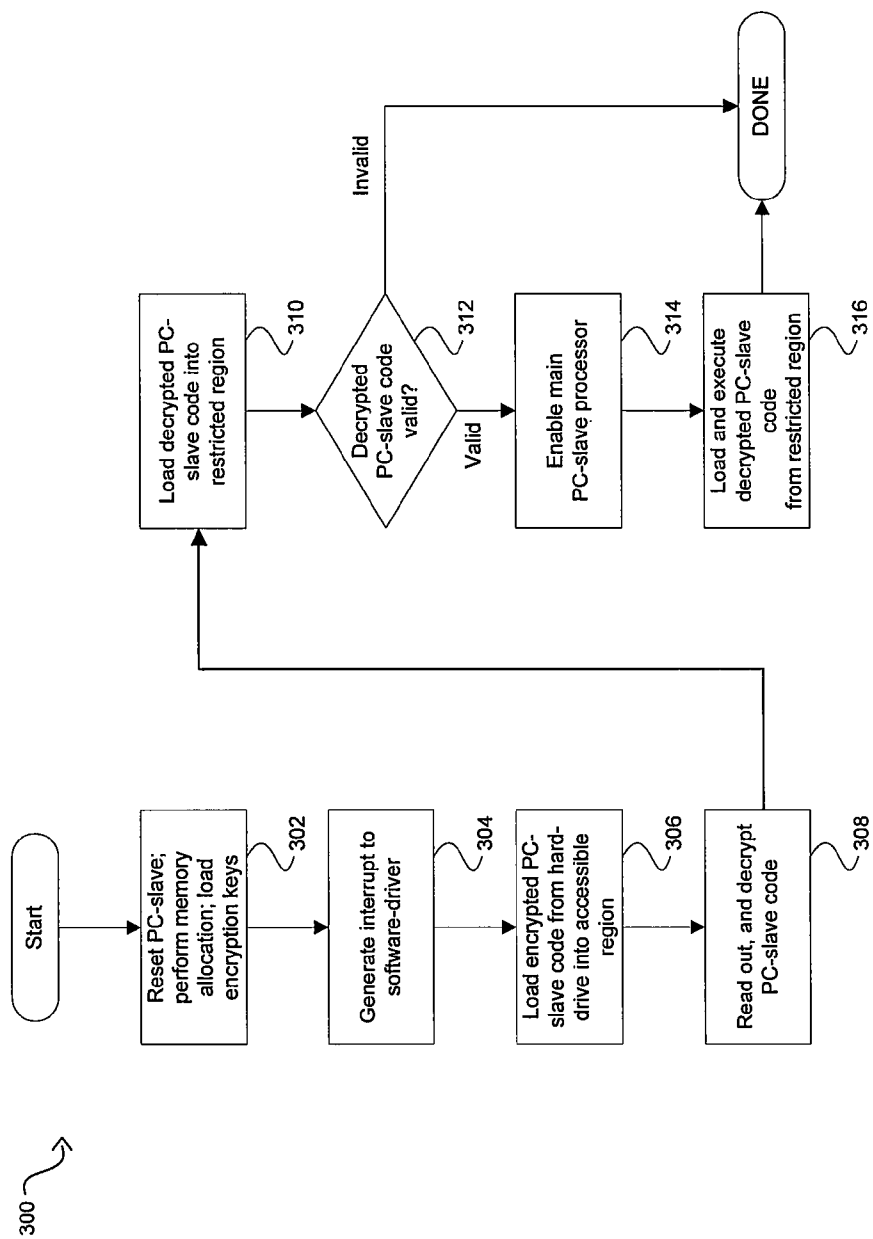 300
Start
Reset PC-slave;
perform memory
allocation; load
encryption keys
302
Generate interrupt to
software-driver
304
Load encrypted PC-
slave code from hard-
drive into accessible
region
306
Read out, and decrypt
PC-slave code
308
Load decrypted PC-
slave code into
restricted region
310
Decrypted
PC-slave code
valid?
312
Invalid
Valid
Enable main
PC-slave processor
314
Load and execute
decrypted PC-slave
code
from restricted region
316
DONE